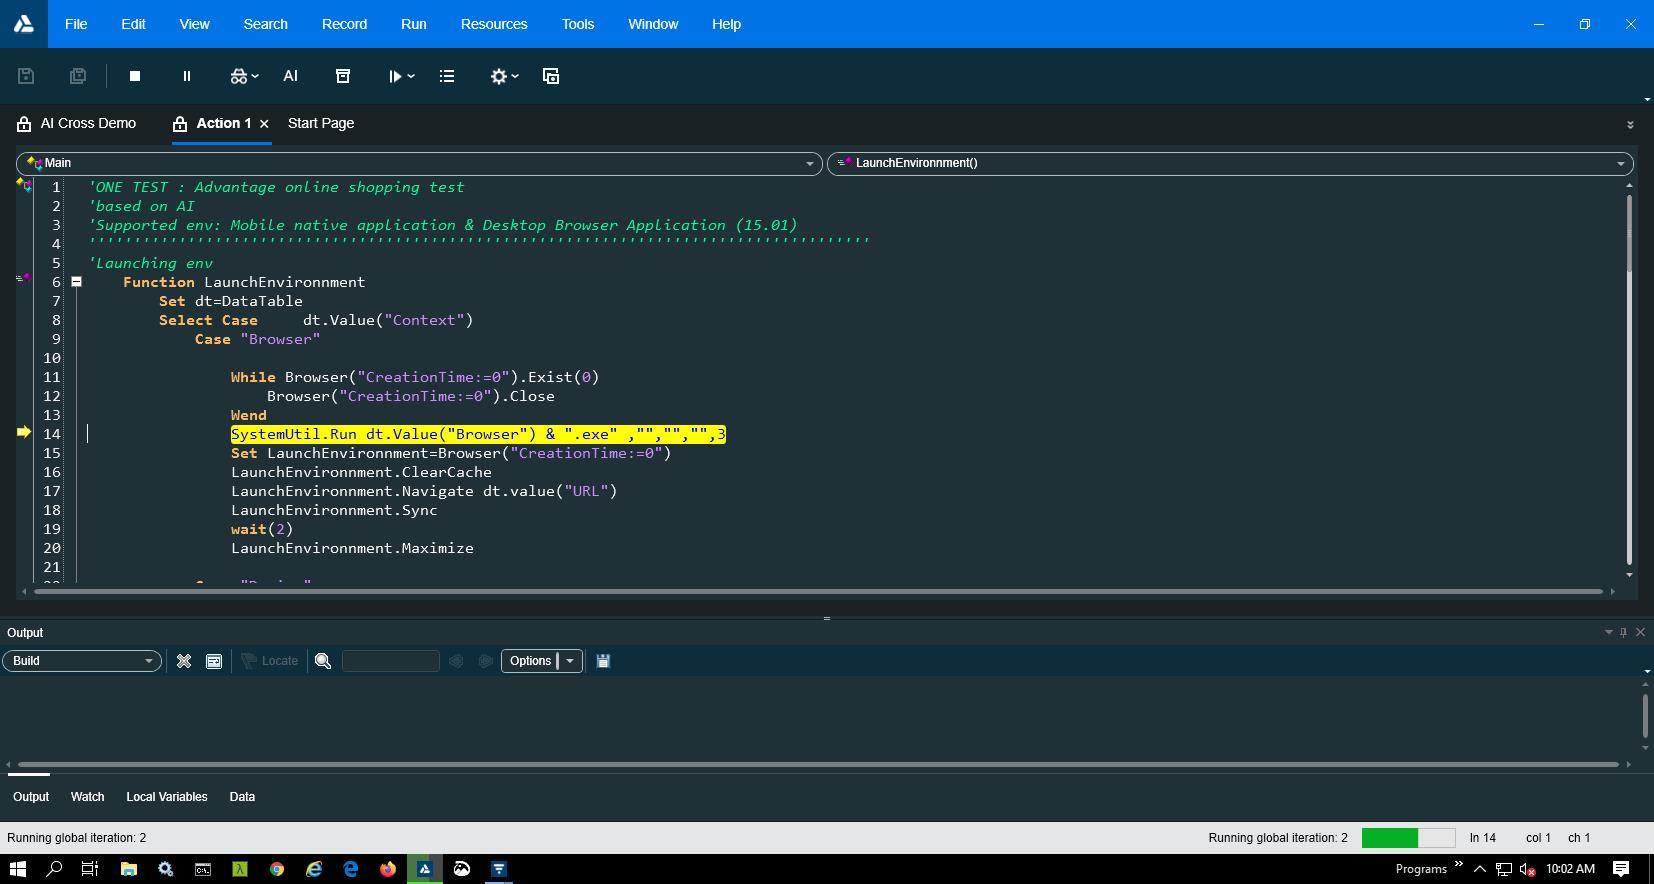 File Edit View Search Record Run Resources Tools Window Help
AI
AI Cross Demo Action 1 × Start Page
Main LaunchEnvironnment()
1 'ONE TEST : Advantage online shopping test
2 'based on AI
3 'Supported env: Mobile native application & Desktop Browser Application (15.01)
4 ''''''''''''''''''''''''''''''''''''''''''''''''''''''''''''''''''''''''''''''''''''''
5 'Launching env
6 Function LaunchEnvironnment
7 Set dt=DataTable
8 Select Case dt.Value("Context")
9 Case "Browser"
10
11 While Browser("CreationTime:=0").Exist(0)
12 Browser("CreationTime:=0").Close
13 Wend
14 SystemUtil.Run dt.Value("Browser") & ".exe" ,"","","",3
15 Set LaunchEnvironnment=Browser("CreationTime:=0")
16 LaunchEnvironnment.ClearCache
17 LaunchEnvironnment.Navigate dt.value("URL")
18 LaunchEnvironnment.Sync
19 wait(2)
20 LaunchEnvironnment.Maximize
21
Output
Build Locate Options
Output Watch Local Variables Data
Running global iteration: 2 Running global iteration: 2 ln 14 col 1 ch 1
Programs » 10:02 AM